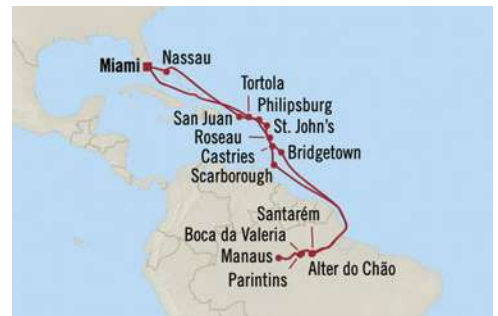 Miami
Nassau
Tortola
Philipsburg
San Juan
St. John's
Roseau
Castries
Bridgetown
Scarborough
Santarém
Boca da Valeria
Manaus
Alter do Chão
Parintins